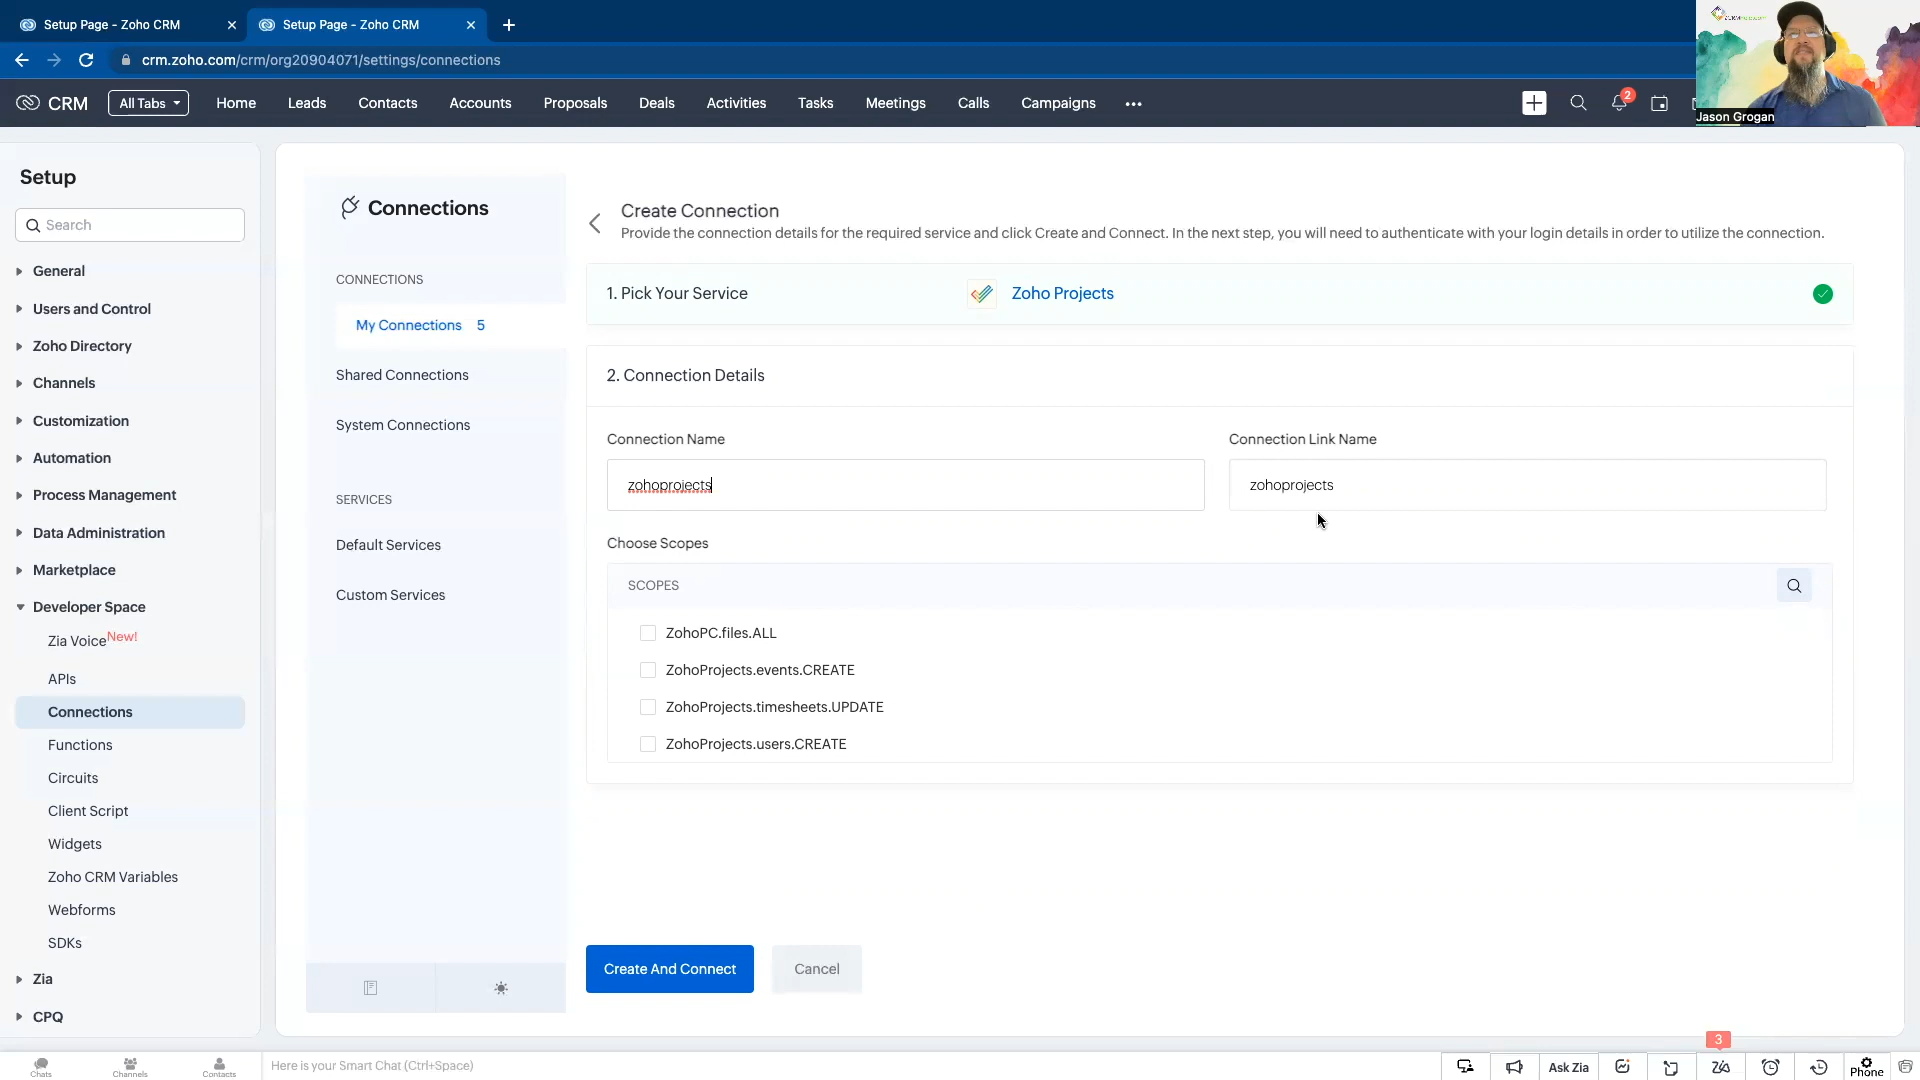 Setup Page - Zoho CRM
Setup Page - Zoho CRM
crm.zoho.com/crm/org20904071/settings/connections
CRM
All Tabs
Home
Leads
Contacts
Accounts
Proposals
Deals
Activities
Tasks
Meetings
Calls
Campaigns
2
Jason Grogan
Setup
Search
General
Users and Control
Zoho Directory
Channels
Customization
Automation
Process Management
Data Administration
Marketplace
Developer Space
Zia Voice New!
APIs
Connections
Functions
Circuits
Client Script
Widgets
Zoho CRM Variables
Webforms
SDKs
Zia
CPQ
Connections
CONNECTIONS
My Connections 5
Shared Connections
System Connections
SERVICES
Default Services
Custom Services
Create Connection
Provide the connection details for the required service and click Create and Connect. In the next step, you will need to authenticate with your login details in order to utilize the connection.
1. Pick Your Service
Zoho Projects
2. Connection Details
Connection Name
Connection Link Name
zohoprojects
zohoprojects
Choose Scopes
SCOPES
ZohoPC.files.ALL
ZohoProjects.events.CREATE
ZohoProjects.timesheets.UPDATE
ZohoProjects.users.CREATE
Create And Connect
Cancel
Chats
Channels
Contacts
Here is your Smart Chat (Ctrl+Space)
Ask Zia
3
Phone